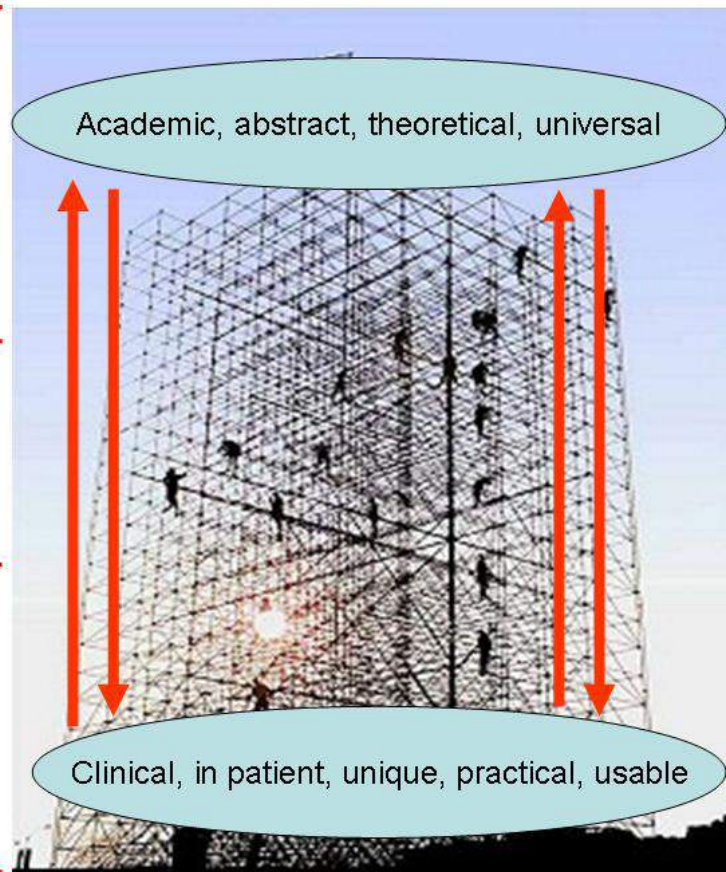 Academic, abstract, theoretical, universal
Clinical, in patient, unique, practical, usable